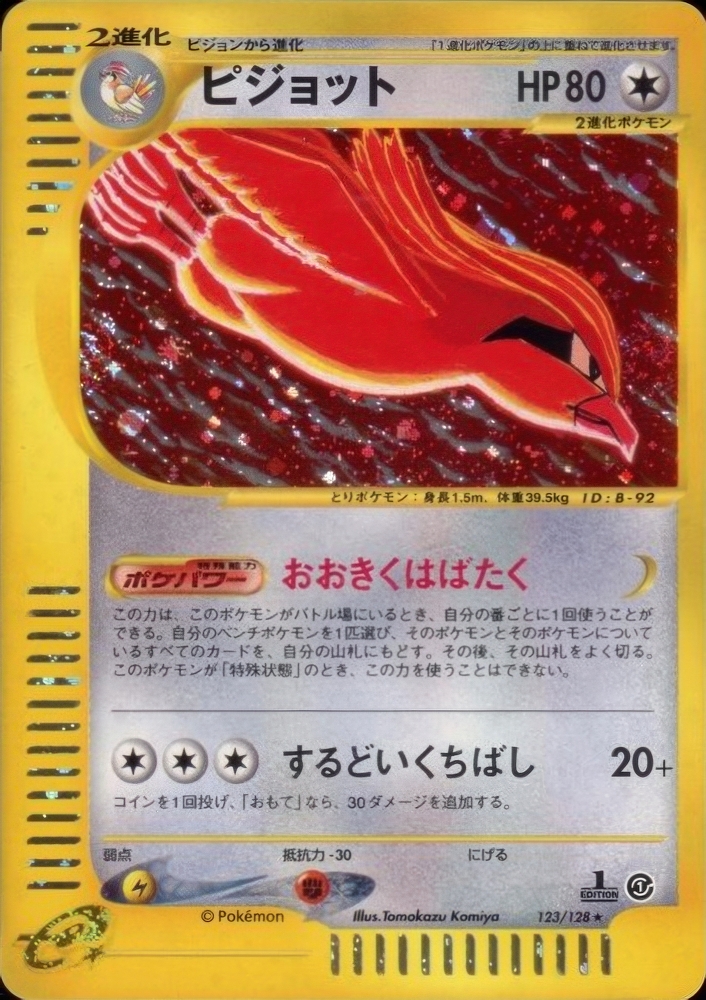 2進化
ピジョンから進化
「1進化ポケモン」の上に重ねて進化させます。
ピジョット
HP80
2進化ポケモン
とりポケモン：身長1.5m、体重39.5kg ID：B-92
特殊能力
ポケパワー
おおきくはばたく
この力は、このポケモンがバトル場にいるとき、自分の番ごとに1回使うことが
できる。自分のベンチポケモンを1匹選び、そのポケモンとそのポケモンについて
いるすべてのカードを、自分の山札にもどす。その後、その山札をよく切る。
このポケモンが「特殊状態」のとき、この力を使うことはできない。
するどいくちばし
20+
コインを1回投げ、「おもて」なら、30ダメージを追加する。
弱点
抵抗力 -30
にげる
1
EDITION
© Pokémon
Illus.Tomokazu Komiya
123/128★